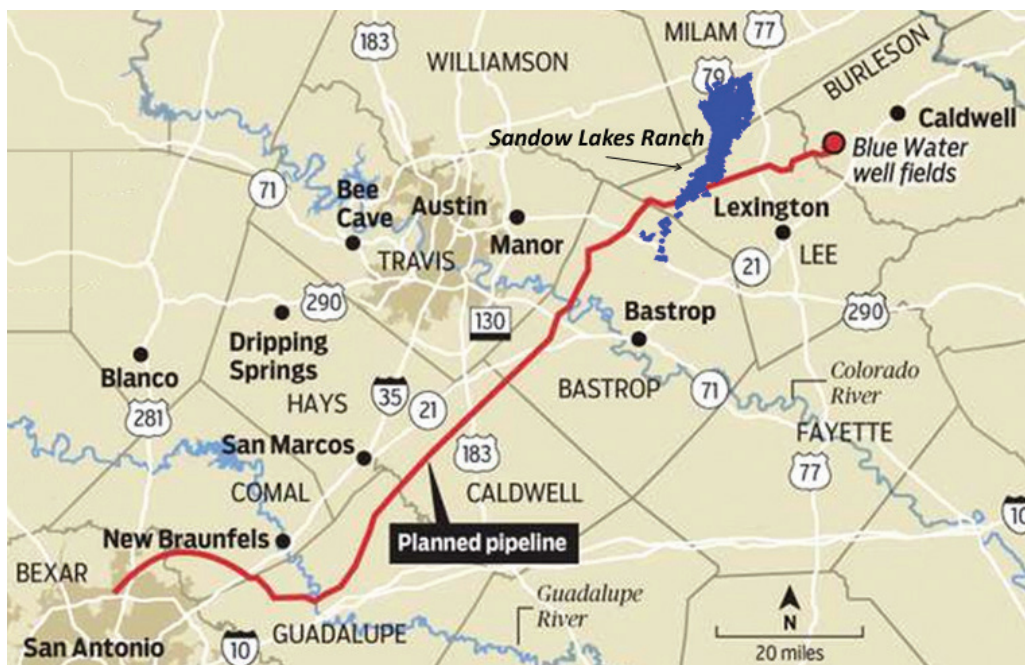 MILAM
77
183
WILLIAMSON
79
BURLESON
Caldwell
Sandow Lakes Ranch
Blue Water
well fields
71
Bee
Cave
Austin
Manor
Lexington
TRAVIS
21
LEE
290
130
Bastrop
290
Dripping
Springs
Blanco
Colorado
River
BASTROP
71
35
HAYS
21
281
FAYETTE
San Marcos
183
77
COMAL
CALDWELL
10
New Braunfels
Planned pipeline
BEXAR
Guadalupe
River
N
GUADALUPE
San Antonio
10
20 miles